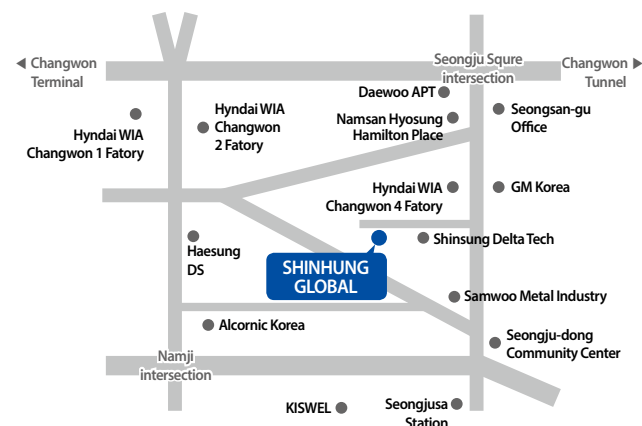 ◀ Changwon
Terminal
Seongju Squre
intersection
Changwon ▶
Tunnel
Daewoo APT
Hyndai WIA
Changwon 1 Fatory
Hyndai WIA
Changwon
2 Fatory
Namsan Hyosung
Hamilton Place
Seongsan-gu
Office
Hyndai WIA
Changwon 4 Fatory
GM Korea
Haesung
DS
SHINHUNG
GLOBAL
Shinsung Delta Tech
Samwoo Metal Industry
Alcornic Korea
Seongju-dong
Community Center
Namji
intersection
KISWEL
Seongjusa
Station